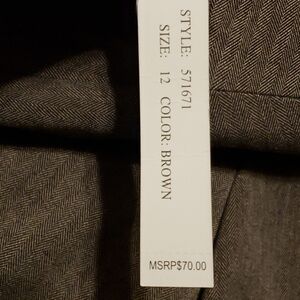 STYLE: 571671
SIZE: 12 COLOR: BROWN
MSRP$70.00